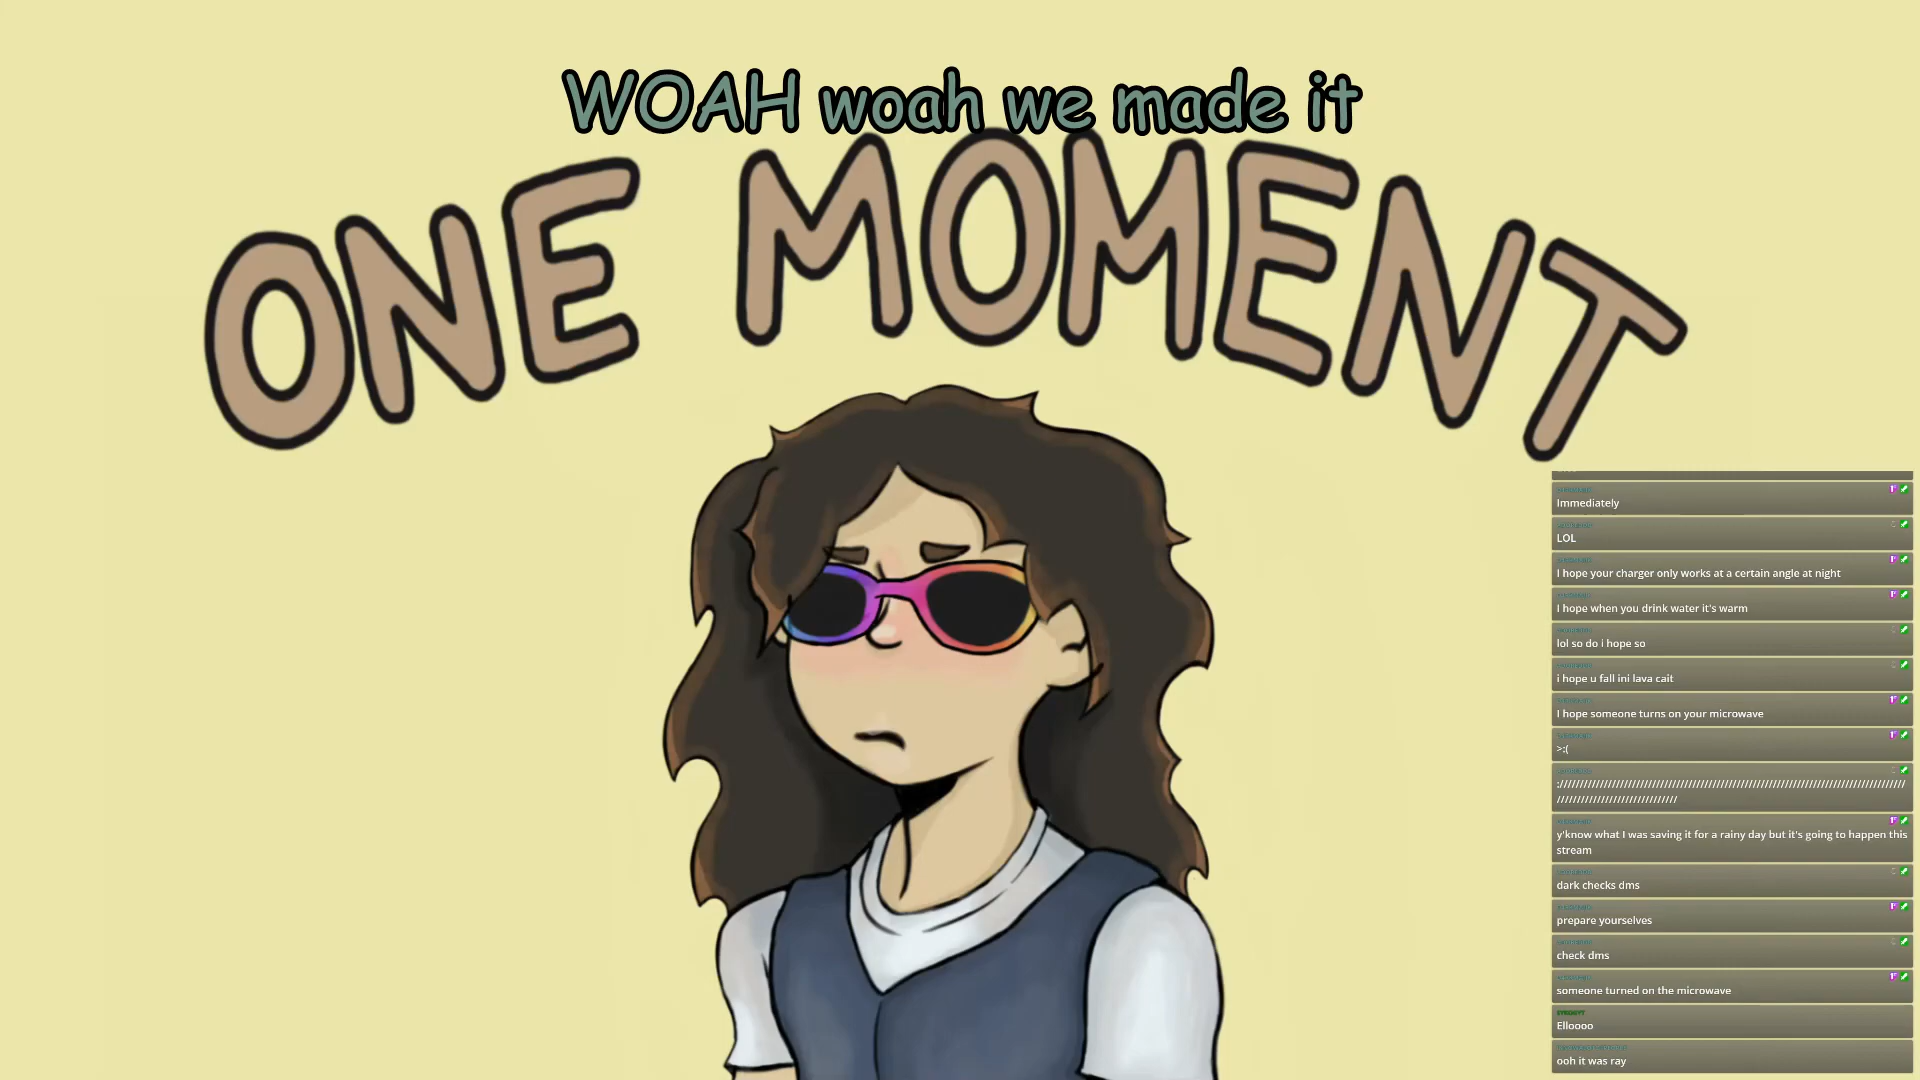 WOAH woah we made it
ONE MOMENT
Immediately
LOL
I hope your charger only works at a certain angle at night
I hope when you drink water it's warm
lol so do i hope so
i hope u fall ini lava cait
I hope someone turns on your microwave
>:(
://////////////////////////////////////////////////////////////////////////////////////
//////////////////////////////
y'know what I was saving it for a rainy day but it's going to happen this
stream
dark checks dms
prepare yourselves
check dms
someone turned on the microwave
Elloooo
ooh it was ray